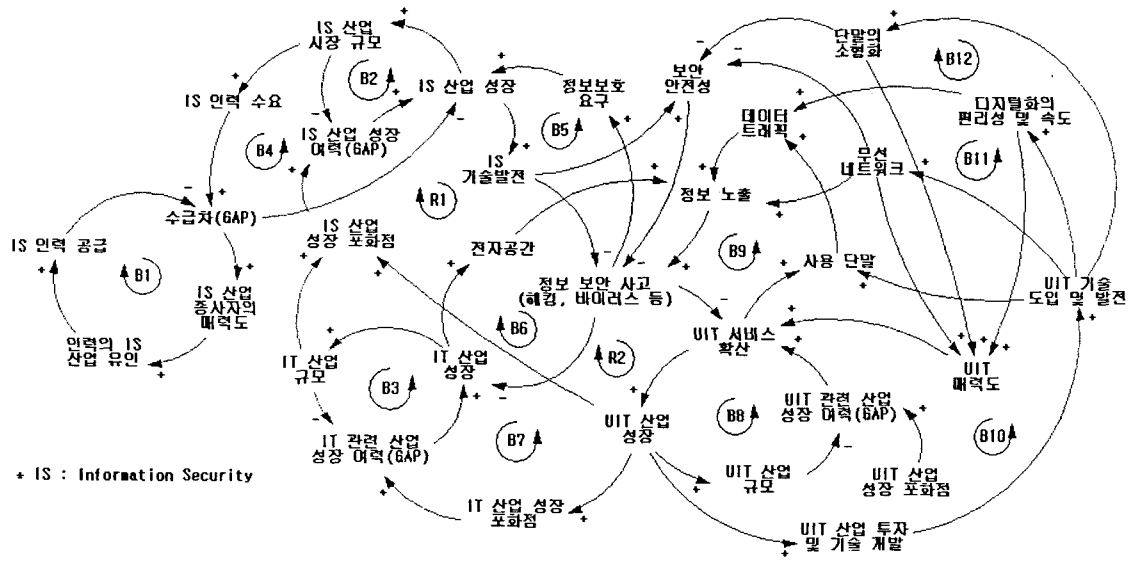 IS 산업
시장 규모
B2
IS 인력 수요
IS 산업 성장
정보보호
요구
B4
IS 산업 성장
여력(GAP)
B5
IS
기술발전
보안
안전성
단말의
소형화
B12
디지털화의
편리성 및 속도
데이터
트래픽
B11
무선
네트워크
R1
정보 노출
수급차(GAP)
IS 인력 공급
B1
IS 산업
성장 포화점
전자공간
B9
사용 단말
정보 보안 사고
(해킹, 바이러스 등)
UIT 기술
도입 및 발전
IS 산업
종사자의
매력도
인력의 IS
산업 유인
B6
UIT 서비스
확산
IT 산업
규모
B3
IT 산업
성장
R2
UIT
매력도
UIT 관련 산업
성장 여력(GAP)
UIT 산업
성장
B8
B7
B10
IT 관련 산업
성장 여력(GAP)
UIT 산업
규모
UIT 산업
성장 포화점
* IS : Information Security
IT 산업 성장
포화점
UIT 산업 투자
및 기술 개발